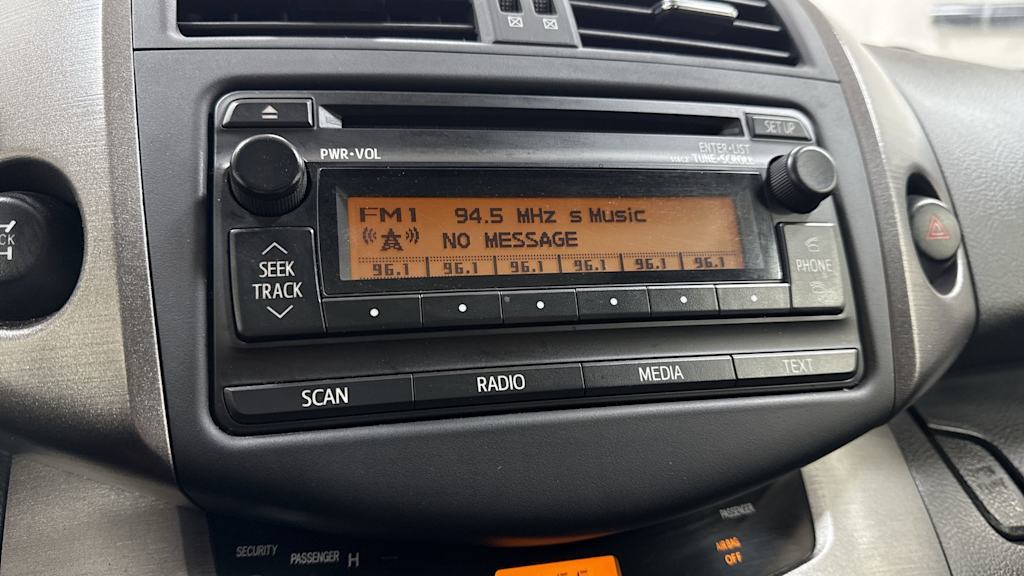 SETUP
PWR•VOL
ENTER•LIST
TUNE•SCROLL
FM1 94.5 MHz s Music
NO MESSAGE
96.1 96.1 96.1 96.1 96.1 96.1
SEEK
TRACK
PHONE
SCAN RADIO MEDIA TEXT
SECURITY PASSENGER
PASSENGER
AIR BAG
OFF